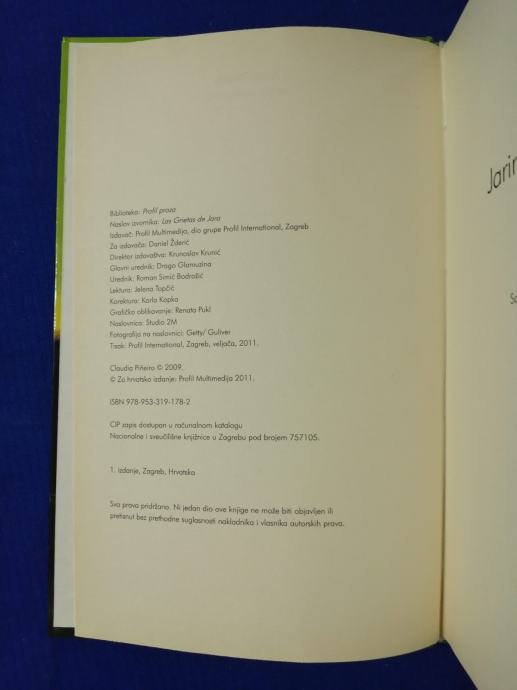 Biblioteka: Profil proza
Naslov izvornika: Las Grietas de Jara
Izdavač: Profil Multimedija, dio grupe Profil International, Zagreb
Za izdavača: Daniel Žderić
Direktor izdavaštva: Krunoslav Krunić
Glavni urednik: Drago Glamuzina
Urednik: Roman Simić Bodrožić
Lektura: Jelena Topčić
Korektura: Karla Kopka
Grafičko oblikovanje: Renata Pukl
Naslovnica: Studio 2M
Fotografija na naslovnici: Getty/ Guliver
Tisak: Profil International, Zagreb, veljača, 2011.
Claudia Piñeiro © 2009.
© Za hrvatsko izdanje: Profil Multimedija 2011.
ISBN 978-953-319-178-2
CIP zapis dostupan u računalnom katalogu
Nacionalne i sveučilišne knjižnice u Zagrebu pod brojem 757105.
1. izdanje, Zagreb, Hrvatska
Sva prava pridržana. Ni jedan dio ove knjige ne može biti objavljen ili
pretisnut bez prethodne suglasnosti nakladnika i vlasnika autorskih prava.